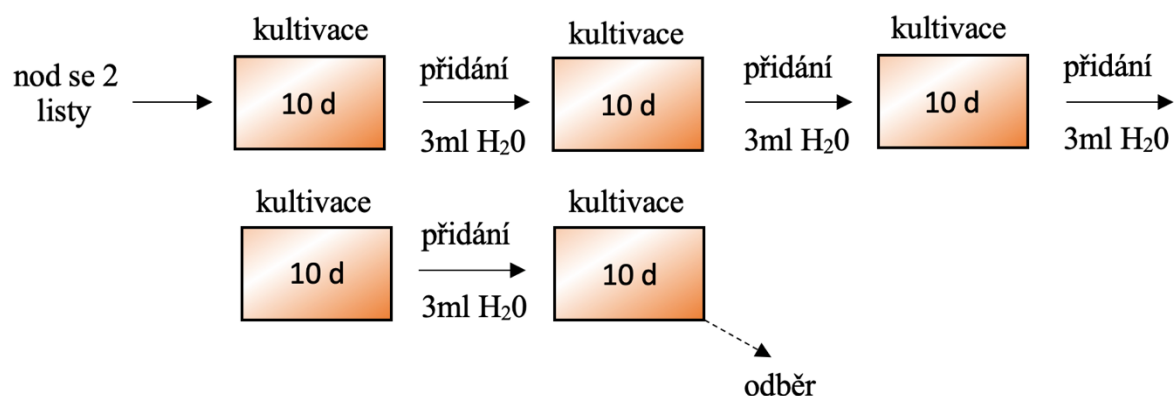 kultivace
kultivace
kultivace
nod se 2
listy
10 d
přidání
3ml H₂0
10 d
přidání
3ml H₂0
10 d
přidání
3ml H₂0
kultivace
kultivace
10 d
přidání
3ml H₂0
10 d
odběr